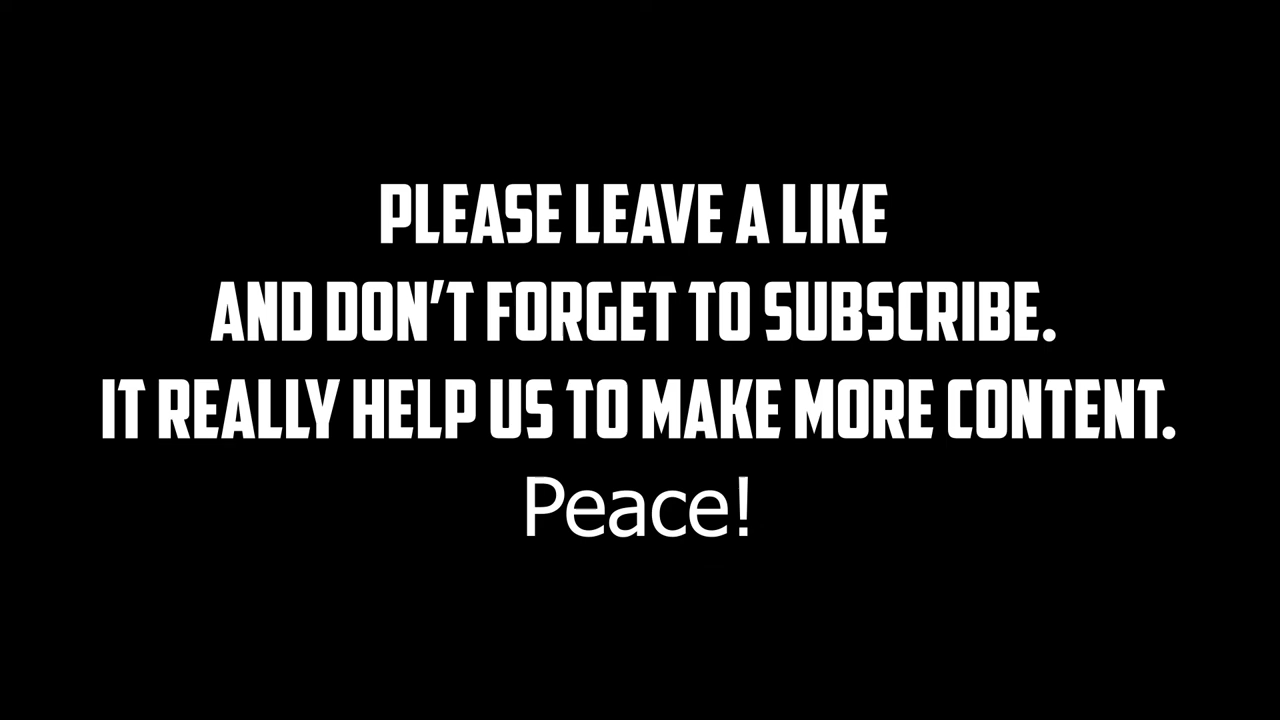 PLEASE LEAVE A LIKE
AND DON'T FORGET TO SUBSCRIBE.
IT REALLY HELP US TO MAKE MORE CONTENT.
Peace!